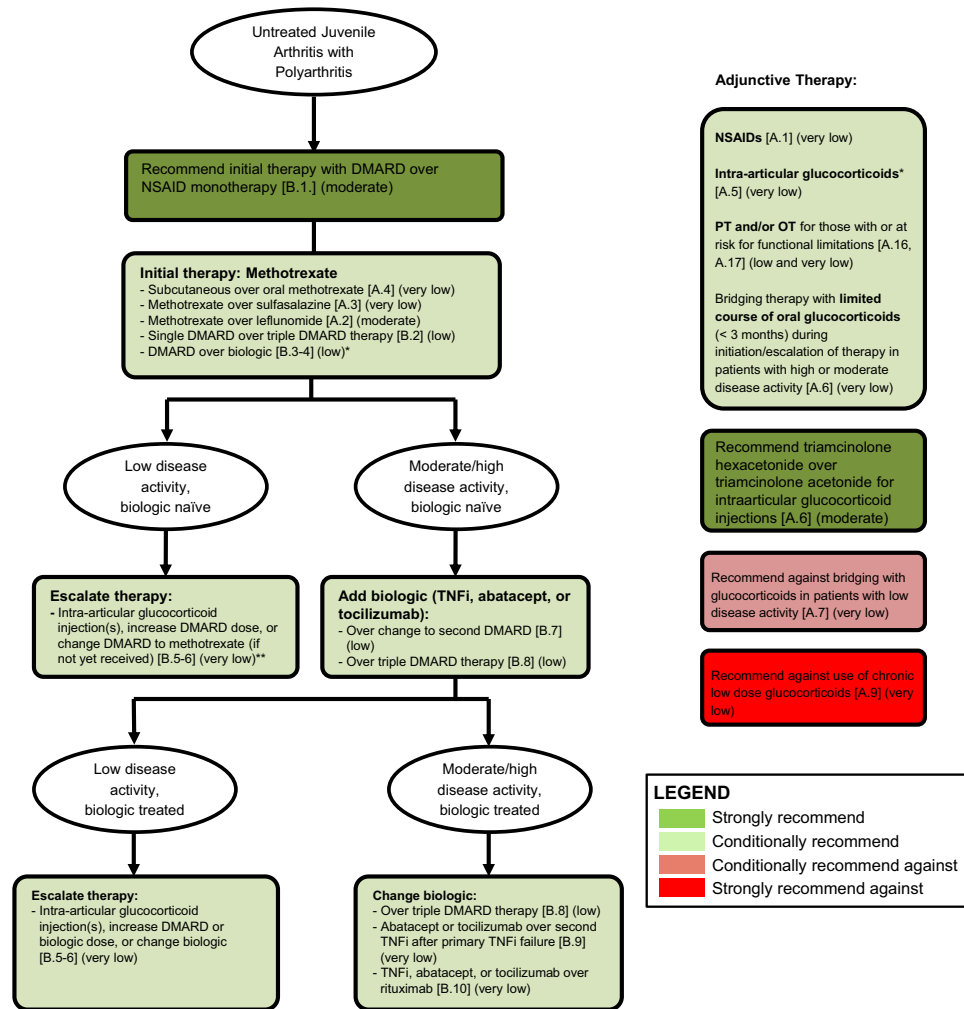 Untreated Juvenile
Arthritis with
Polyarthritis
Recommend initial therapy with DMARD over
NSAID monotherapy [B.1.] (moderate)
Initial therapy: Methotrexate
- Subcutaneous over oral methotrexate [A.4] (very low)
- Methotrexate over sulfasalazine [A.3] (very low)
- Methotrexate over leflunomide [A.2] (moderate)
- Single DMARD over triple DMARD therapy [B.2] (low)
- DMARD over biologic [B.3-4] (low)*
Low disease
activity,
biologic naïve
Moderate/high
disease activity,
biologic naïve
Escalate therapy:
- Intra-articular glucocorticoid
injection(s), increase DMARD dose, or
change DMARD to methotrexate (if
not yet received) [B.5-6] (very low)**
Add biologic (TNFi, abatacept, or
tocilizumab):
- Over change to second DMARD [B.7]
(low)
- Over triple DMARD therapy [B.8] (low)
Low disease
activity,
biologic treated
Moderate/high
disease activity,
biologic treated
Escalate therapy:
- Intra-articular glucocorticoid
injection(s), increase DMARD or
biologic dose, or change biologic
[B.5-6] (very low)
Change biologic:
- Over triple DMARD therapy [B.8] (low)
- Abatacept or tocilizumab over second
TNFi after primary TNFi failure [B.9]
(very low)
- TNFi, abatacept, or tocilizumab over
rituximab [B.10] (very low)
Adjunctive Therapy:
NSAIDs [A.1] (very low)
Intra-articular glucocorticoids*
[A.5] (very low)
PT and/or OT for those with or at
risk for functional limitations [A.16,
A.17] (low and very low)
Bridging therapy with limited
course of oral glucocorticoids
(< 3 months) during
initiation/escalation of therapy in
patients with high or moderate
disease activity [A.6] (very low)
Recommend triamcinolone
hexacetonide over
triamcinolone acetonide for
intraarticular glucocorticoid
injections [A.6] (moderate)
Recommend against bridging with
glucocorticoids in patients with low
disease activity [A.7] (very low)
Recommend against use of chronic
low dose glucocorticoids [A.9] (very
low)
LEGEND
Strongly recommend
Conditionally recommend
Conditionally recommend against
Strongly recommend against